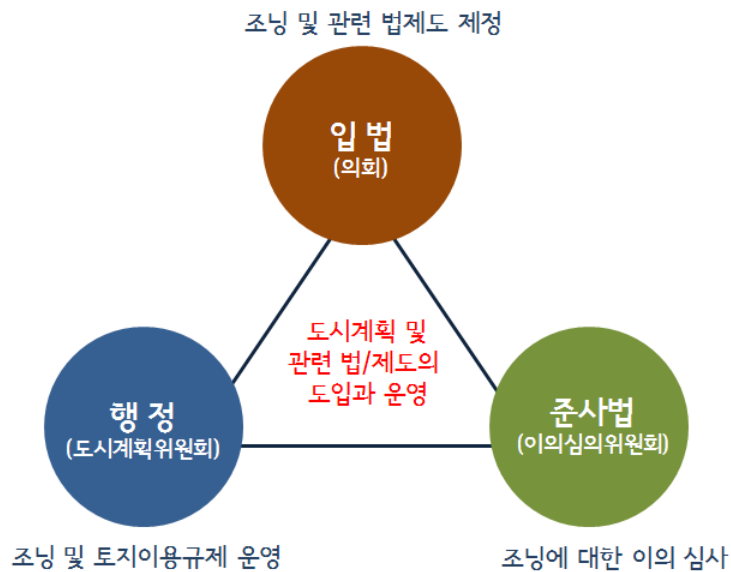 조닝 및 관련 법제도 제정
입 법
(의회)
도시계획 및
관련 법/제도의
도입과 운영
행 정
(도시계획위원회)
준사법
(이의심의위원회)
조닝 및 토지이용규제 운영
조닝에 대한 이의 심사